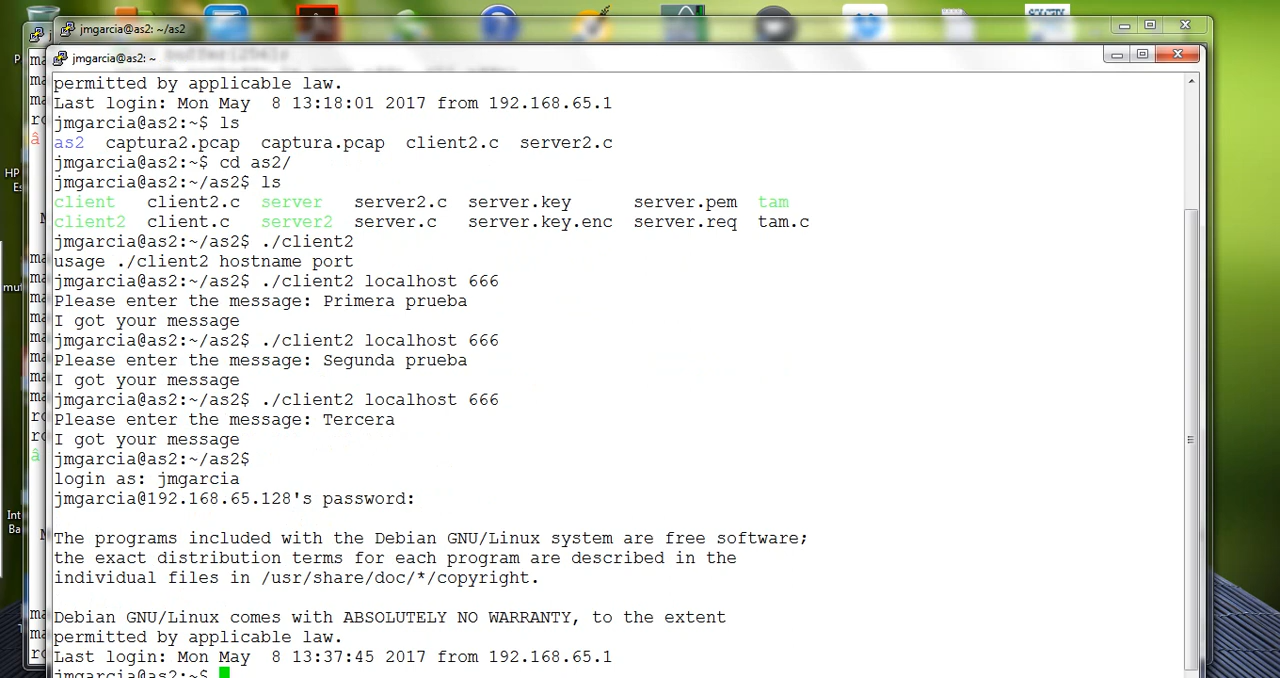 jmgarcia@as2: ~/as2
jmgarcia@as2: ~
permitted by applicable law.
Last login: Mon May  8 13:18:01 2017 from 192.168.65.1
jmgarcia@as2:~$ ls
as2  captura2.pcap  captura.pcap  client2.c  server2.c
jmgarcia@as2:~$ cd as2/
jmgarcia@as2:~/as2$ ls
client   client2.c  server   server2.c  server.key      server.pem  tam
client2  client.c   server2  server.c   server.key.enc  server.req  tam.c
jmgarcia@as2:~/as2$ ./client2
usage ./client2 hostname port
jmgarcia@as2:~/as2$ ./client2 localhost 666
Please enter the message: Primera prueba
I got your message
jmgarcia@as2:~/as2$ ./client2 localhost 666
Please enter the message: Segunda prueba
I got your message
jmgarcia@as2:~/as2$ ./client2 localhost 666
Please enter the message: Tercera
I got your message
jmgarcia@as2:~/as2$
login as: jmgarcia
jmgarcia@192.168.65.128's password:
The programs included with the Debian GNU/Linux system are free software;
the exact distribution terms for each program are described in the
individual files in /usr/share/doc/*/copyright.
Debian GNU/Linux comes with ABSOLUTELY NO WARRANTY, to the extent
permitted by applicable law.
Last login: Mon May  8 13:37:45 2017 from 192.168.65.1
jmgarcia@as2:~$
HP
Es
Int
Ba